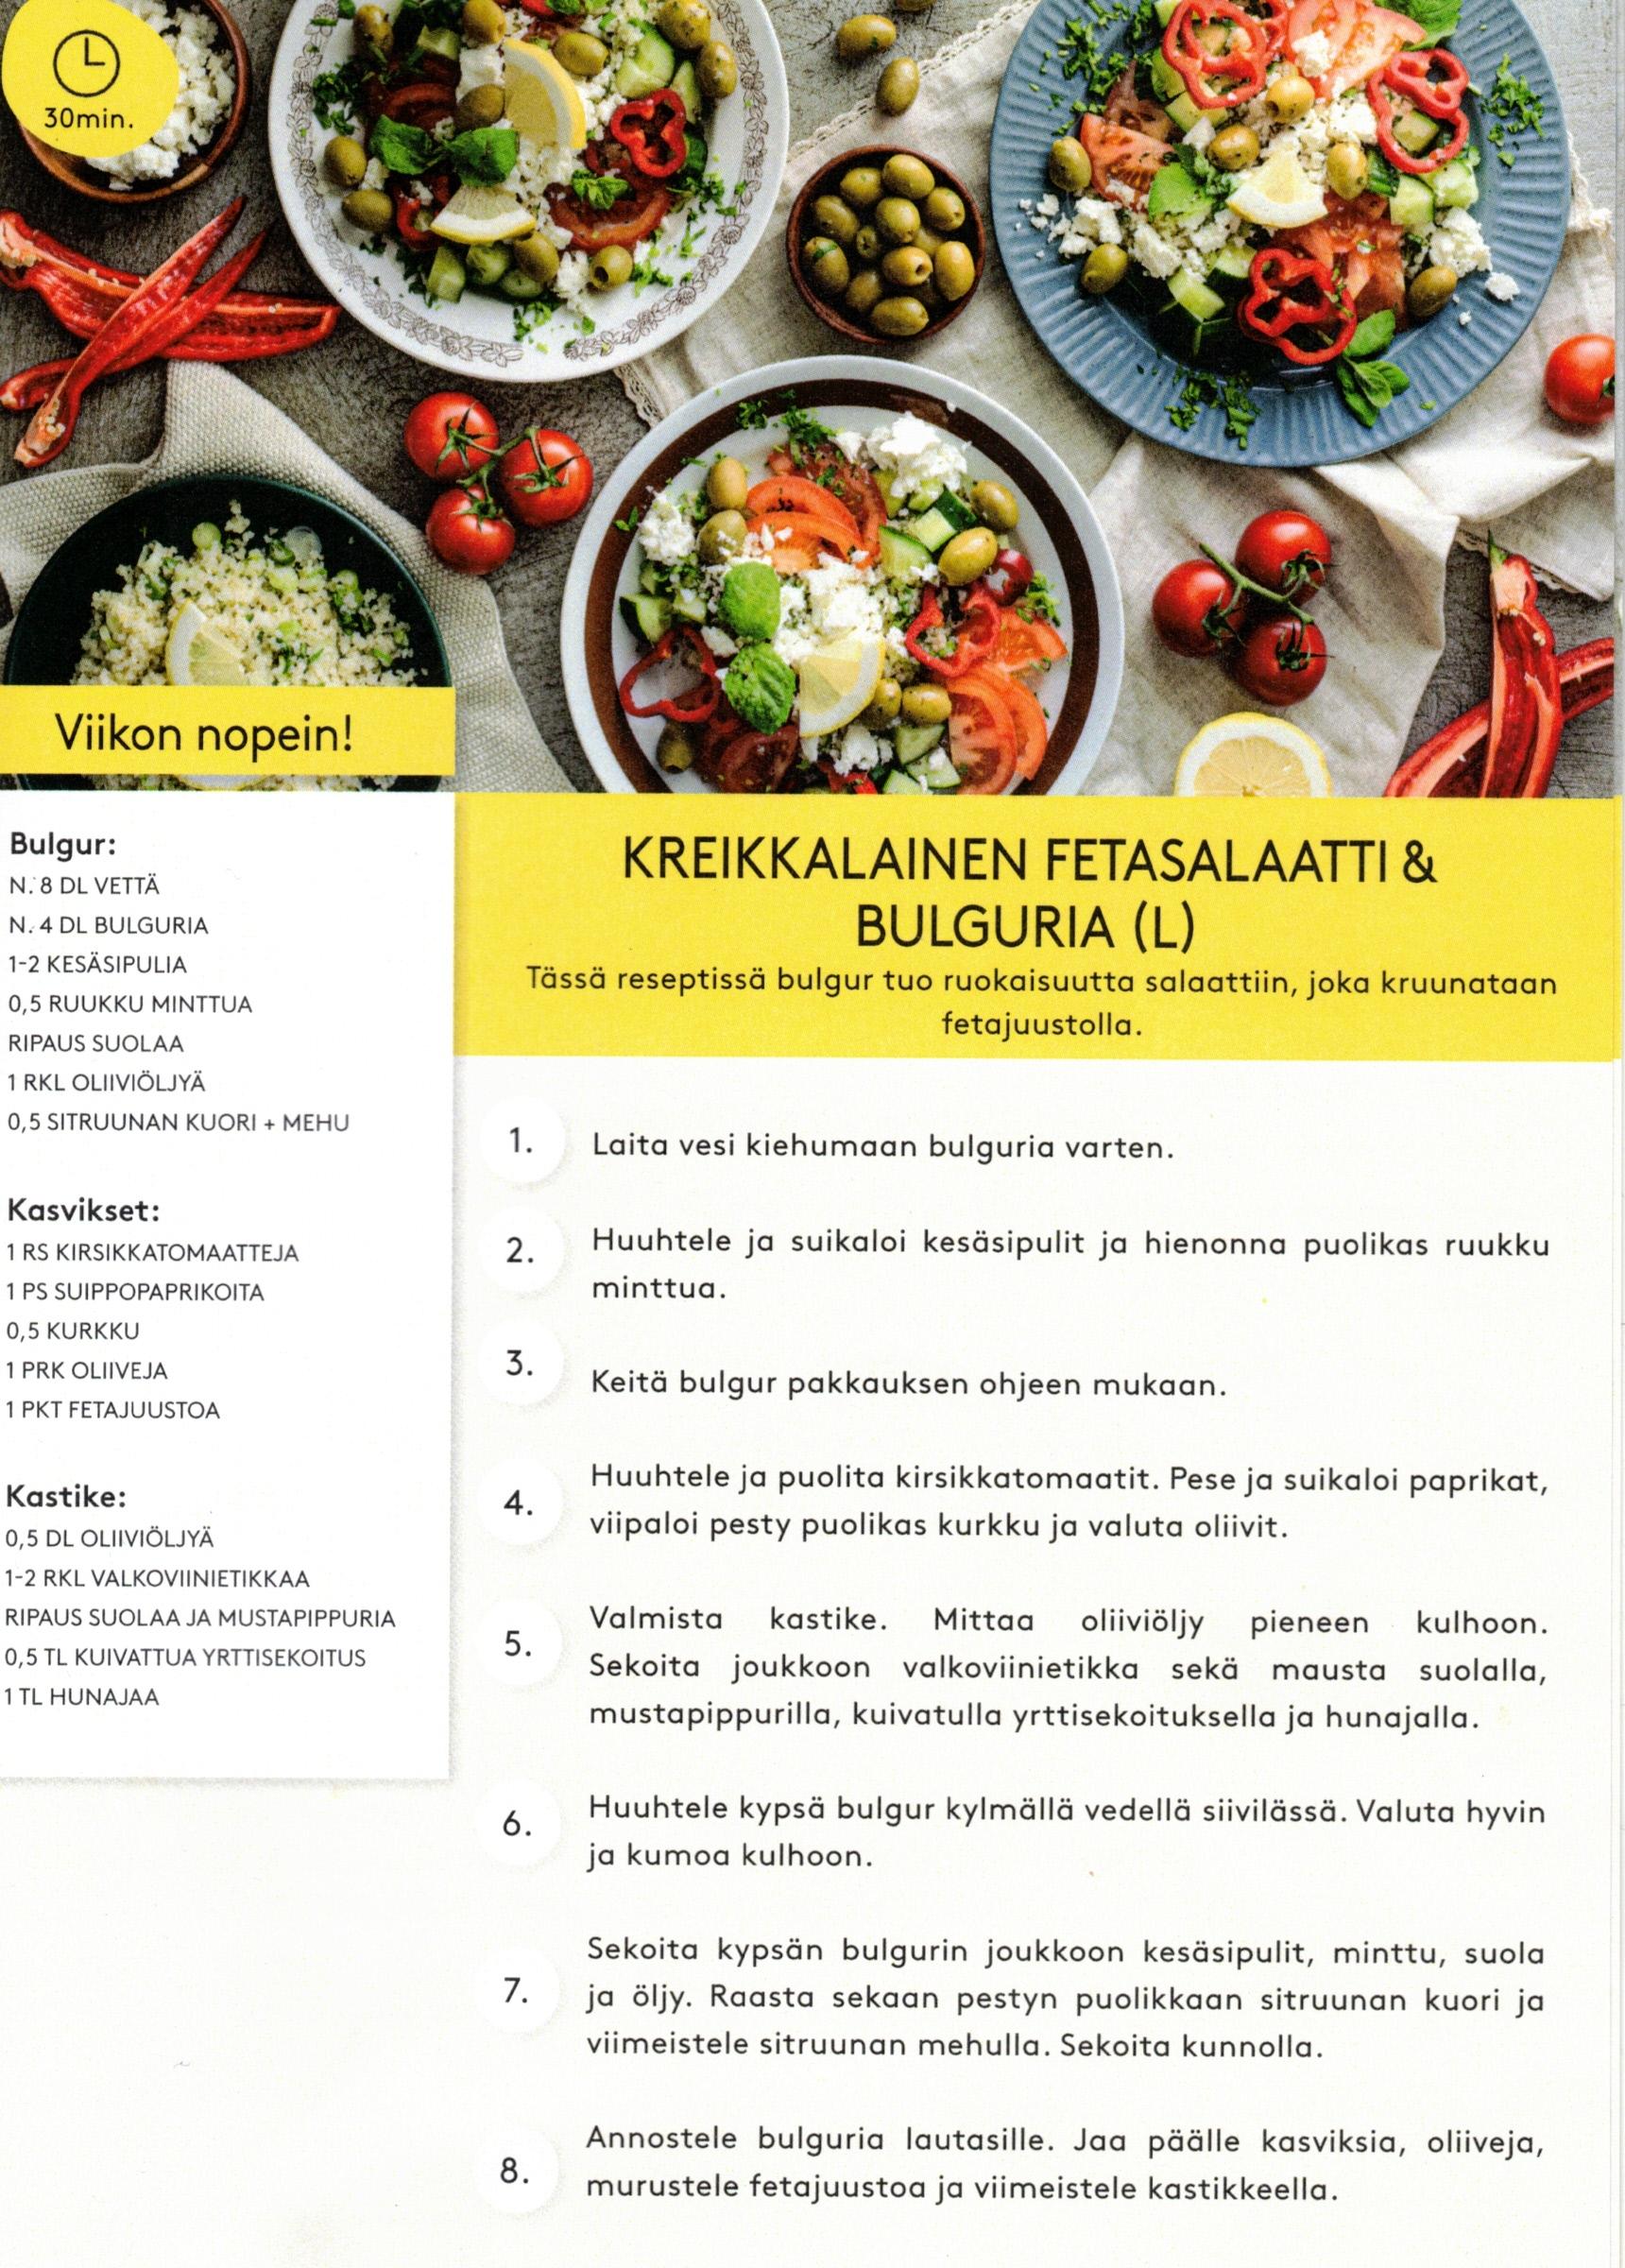 30min.
Viikon nopein!
Bulgur:
N. 8 DL VETTÄ
N. 4 DL BULGURIA
1-2 KESÄSIPULIA
0,5 RUUKKU MINTTUA
RIPAUS SUOLAA
1 RKL OLIIVIÖLJYÄ
0,5 SITRUUNAN KUORI + MEHU
Kasvikset:
1 RS KIRSIKKATOMAATTEJA
1 PS SUIPPOPAPRIKOITA
0,5 KURKKU
1 PRK OLIIVEJA
1 PKT FETAJUUSTOA
Kastike:
0,5 DL OLIIVIÖLJYÄ
1-2 RKL VALKOVIINIETIKKAA
RIPAUS SUOLAA JA MUSTAPIPPURIA
0,5 TL KUIVATTUA YRTTISEKOITUS
1 TL HUNAJAA
KREIKKALAINEN FETASALAATTI &
BULGURIA (L)
Tässä reseptissä bulgur tuo ruokaisuutta salaattiin, joka kruunataan
fetajuustolla.
1. Laita vesi kiehumaan bulguria varten.
2. Huuhtele ja suikaloi kesäsipulit ja hienonna puolikas ruukku
minttua.
3. Keitä bulgur pakkauksen ohjeen mukaan.
4. Huuhtele ja puolita kirsikkatomaatit. Pese ja suikaloi paprikat,
viipaloi pesty puolikas kurkku ja valuta oliivit.
5. Valmista kastike. Mittaa oliiviöljy pieneen kulhoon.
Sekoita joukkoon valkoviinietikka sekä mausta suolalla,
mustapippurilla, kuivatulla yrttisekoituksella ja hunajalla.
6. Huuhtele kypsä bulgur kylmällä vedellä siivilässä. Valuta hyvin
ja kumoa kulhoon.
7. Sekoita kypsän bulgurin joukkoon kesäsipulit, minttu, suola
ja öljy. Raasta sekaan pestyn puolikkaan sitruunan kuori ja
viimeistele sitruunan mehulla. Sekoita kunnolla.
8. Annostele bulguria lautasille. Jaa päälle kasviksia, oliiveja,
murustele fetajuustoa ja viimeistele kastikkeella.